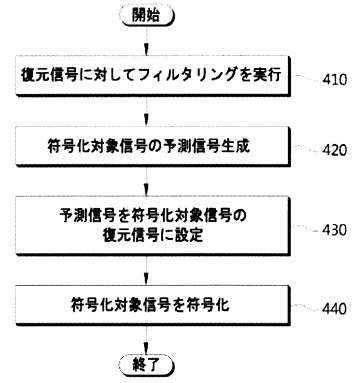 開始
復元信号に対してフィルタリングを実行
410
符号化対象信号の予測信号生成
420
予測信号を符号化対象信号の
復元信号に設定
430
符号化対象信号を符号化
440
終了